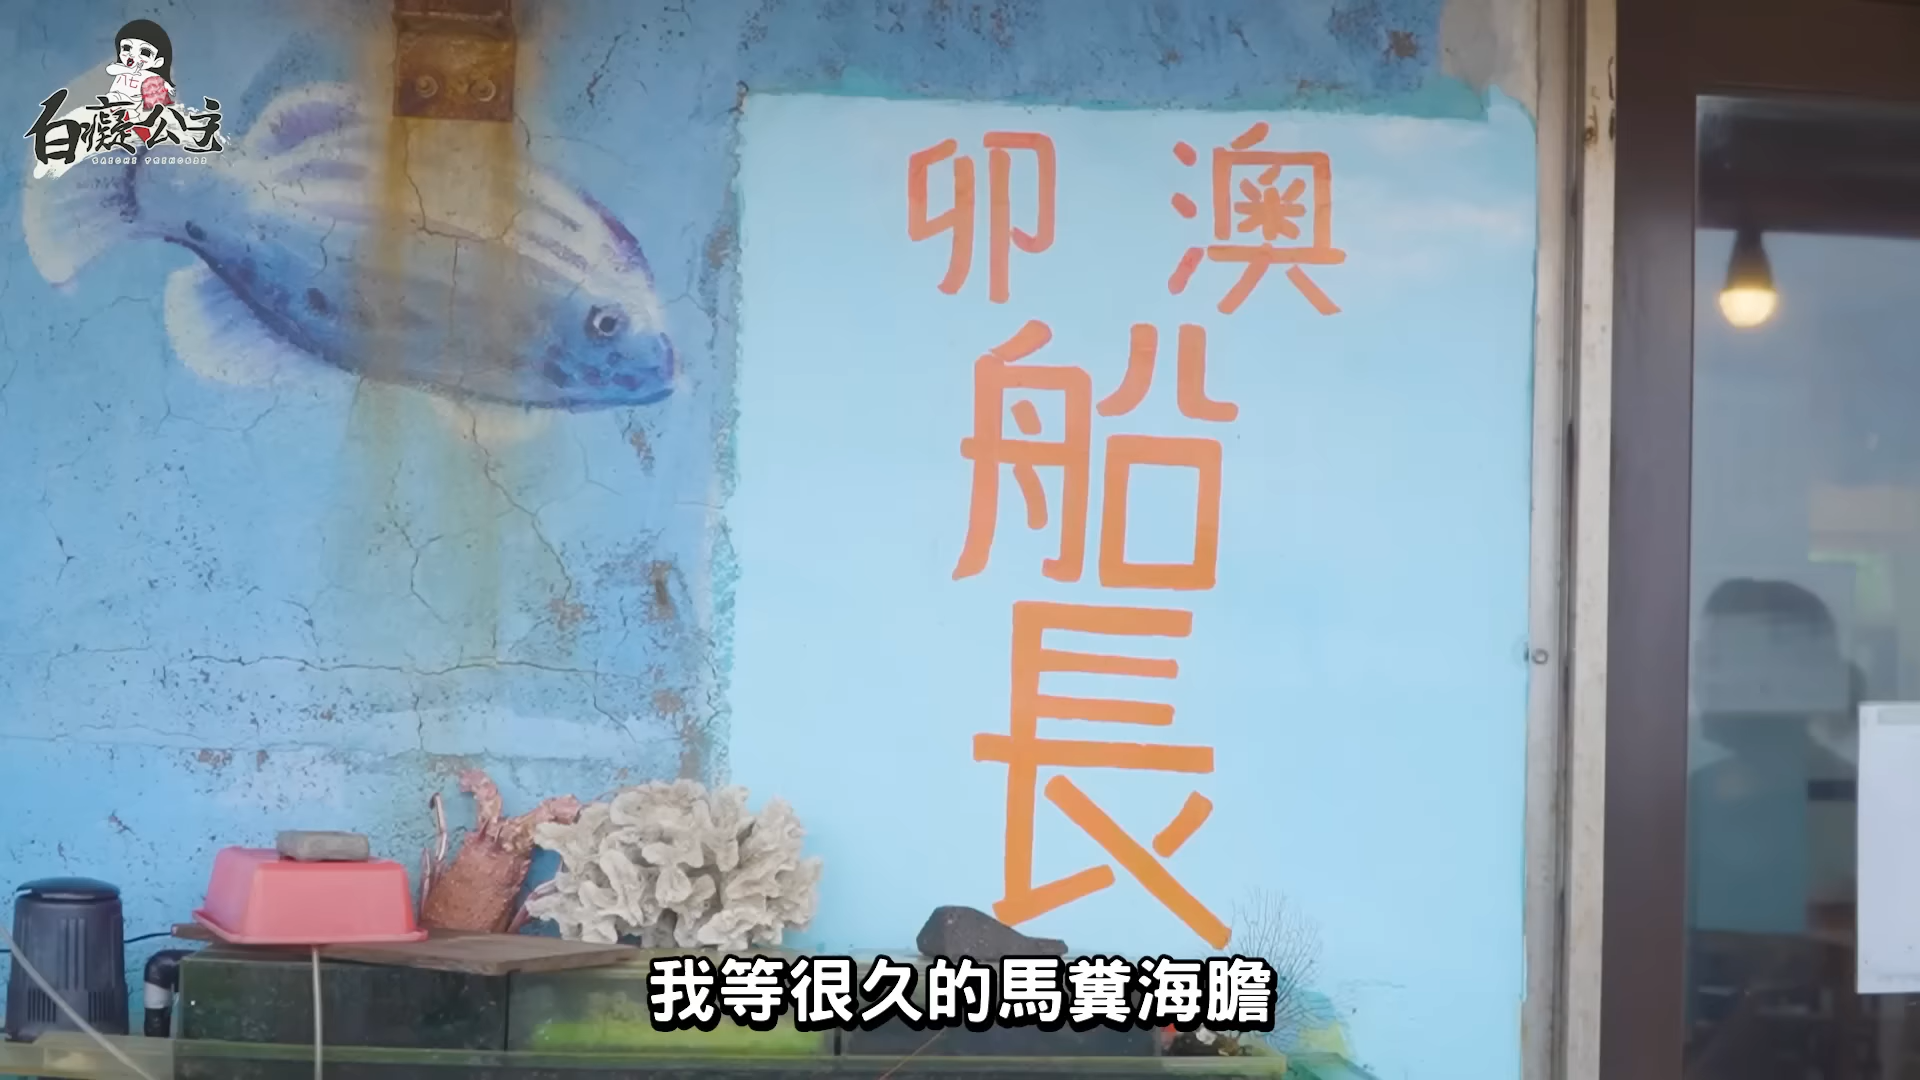 白癡公主
卯澳
船
長
我等很久的馬糞海膽